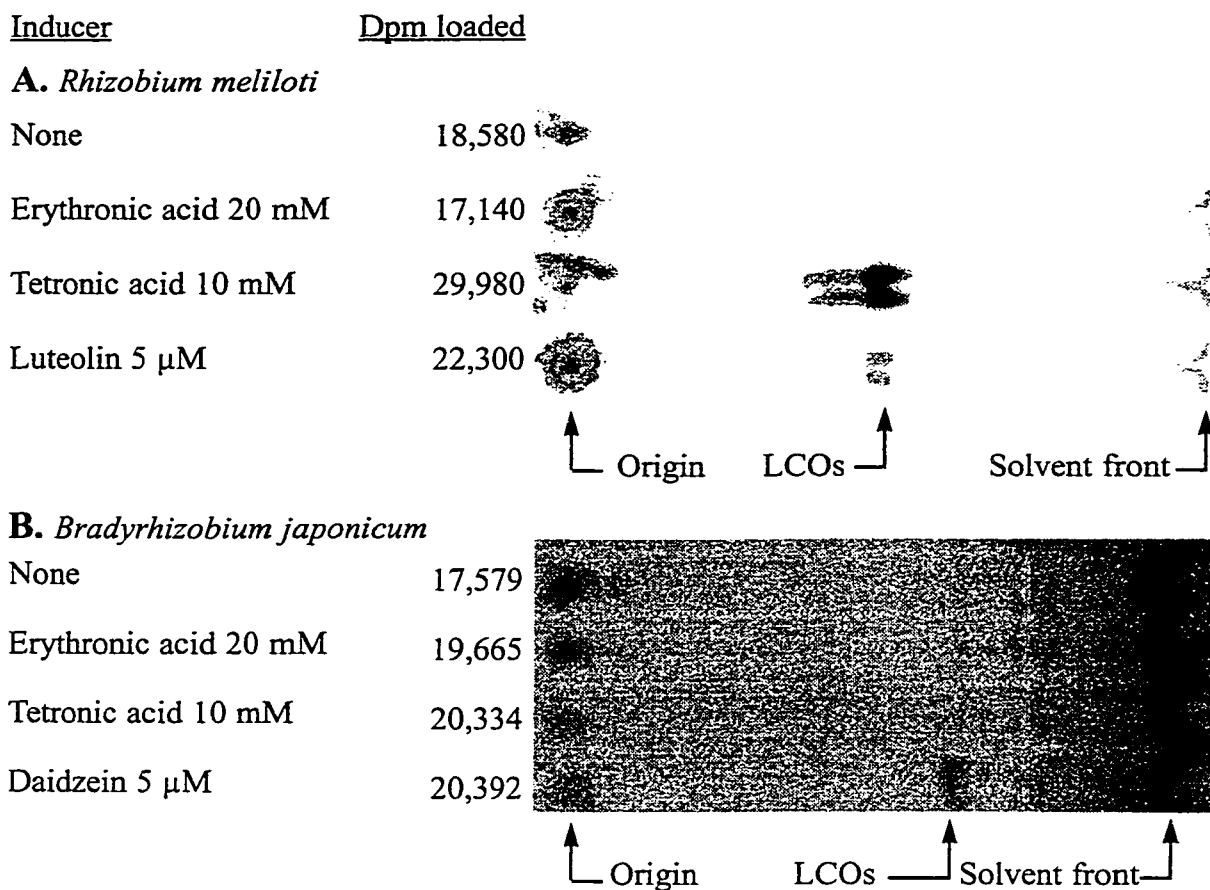 Inducer Dpm loaded
A. Rhizobium meliloti
None 18,580
Erythronic acid 20 mM 17,140
Tetronic acid 10 mM 29,980
Luteolin 5 μM 22,300
Origin LCOs Solvent front
B. Bradyrhizobium japonicum
None 17,579
Erythronic acid 20 mM 19,665
Tetronic acid 10 mM 20,334
Daidzein 5 μM 20,392
Origin LCOs Solvent front